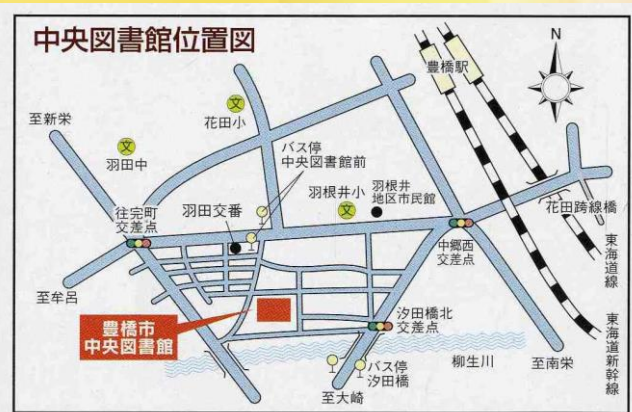 中央図書館位置図
N
豊橋駅
至新栄
文
花田小
文
羽田中
バス停
中央図書館前
羽根井小
文
羽根井
地区市民館
花田跨線橋
往完町
交差点
羽田交番
中郷西
交差点
東海道線
至牟呂
豊橋市
中央図書館
汐田橋北
交差点
東海道新幹線
柳生川
バス停
汐田橋
至南栄
至大崎